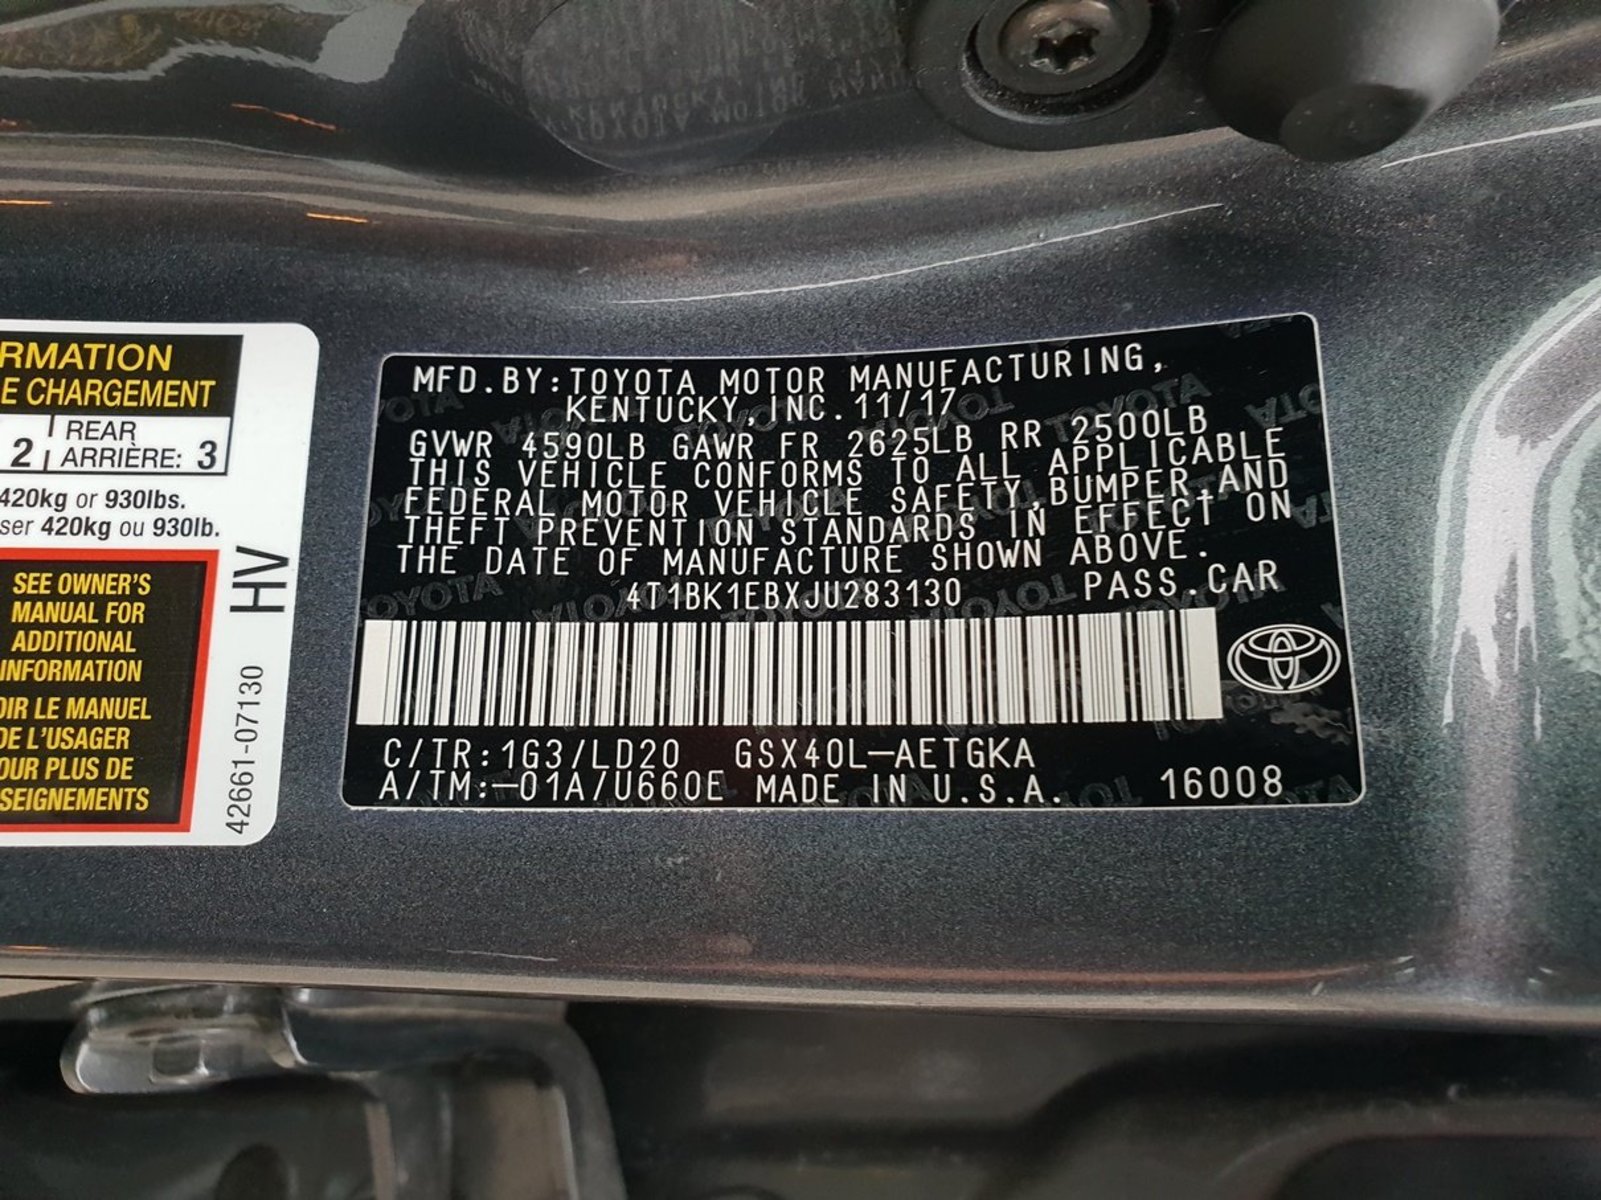 RMATION
E CHARGEMENT
2 REAR
ARRIÈRE: 3
420kg or 930lbs.
ser 420kg ou 930lb.
SEE OWNER'S
MANUAL FOR
ADDITIONAL
INFORMATION
OIR LE MANUEL
DE L'USAGER
OUR PLUS DE
SEIGNEMENTS
HV
42661-07130
MFD.BY:TOYOTA MOTOR MANUFACTURING,
KENTUCKY,INC.11/17
GVWR 4590LB GAWR FR 2625LB RR 2500LB
THIS VEHICLE CONFORMS TO ALL APPLICABLE
FEDERAL MOTOR VEHICLE SAFETY,BUMPER,AND
THEFT PREVENTION STANDARDS IN EFFECT ON
THE DATE OF MANUFACTURE SHOWN ABOVE.
4T1BK1EBXJU283130 PASS.CAR
C/TR:1G3/LD20 GSX40L—AETGKA
A/TM:—01A/U660E MADE IN U.S.A. 16008